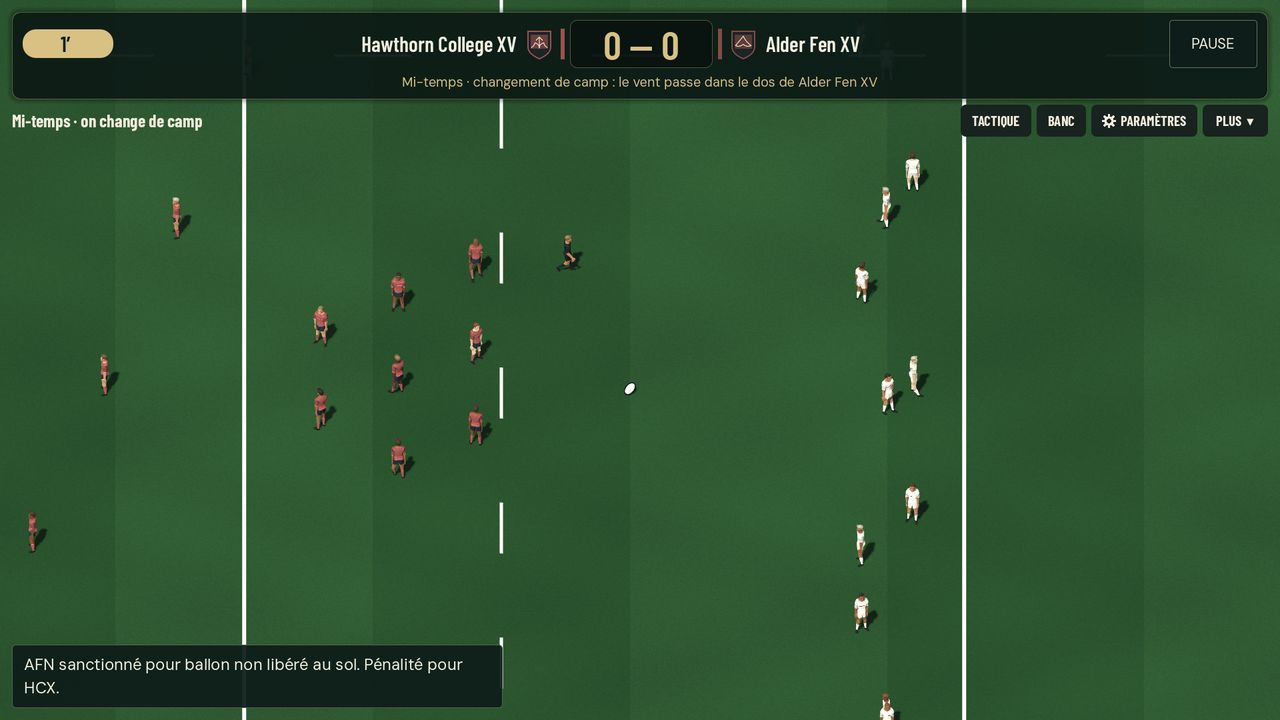 1’
Hawthorn College XV
0 – 0
Alder Fen XV
PAUSE
Mi-temps · changement de camp : le vent passe dans le dos de Alder Fen XV
Mi-temps · on change de camp
TACTIQUE
BANC
PARAMÈTRES
PLUS ▾
AFN sanctionné pour ballon non libéré au sol. Pénalité pour
HCX.